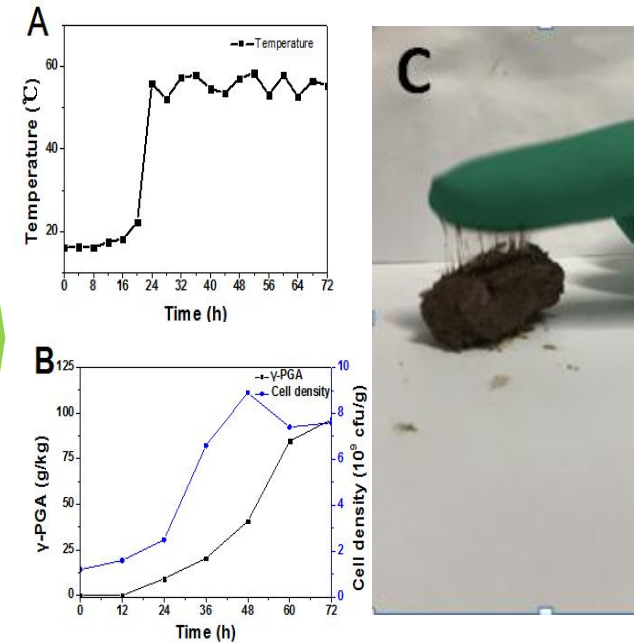 A
Temperature
Temperature (℃)
60
40
20
0 8 16 24 32 40 48 56 64 72
Time (h)
B
γ-PGA
Cell density
γ-PGA (g/kg)
125
100
75
50
25
0
10
8
6
4
2
0
Cell density (10⁹ cfu/g)
0 12 24 36 48 60 72
Time (h)
C